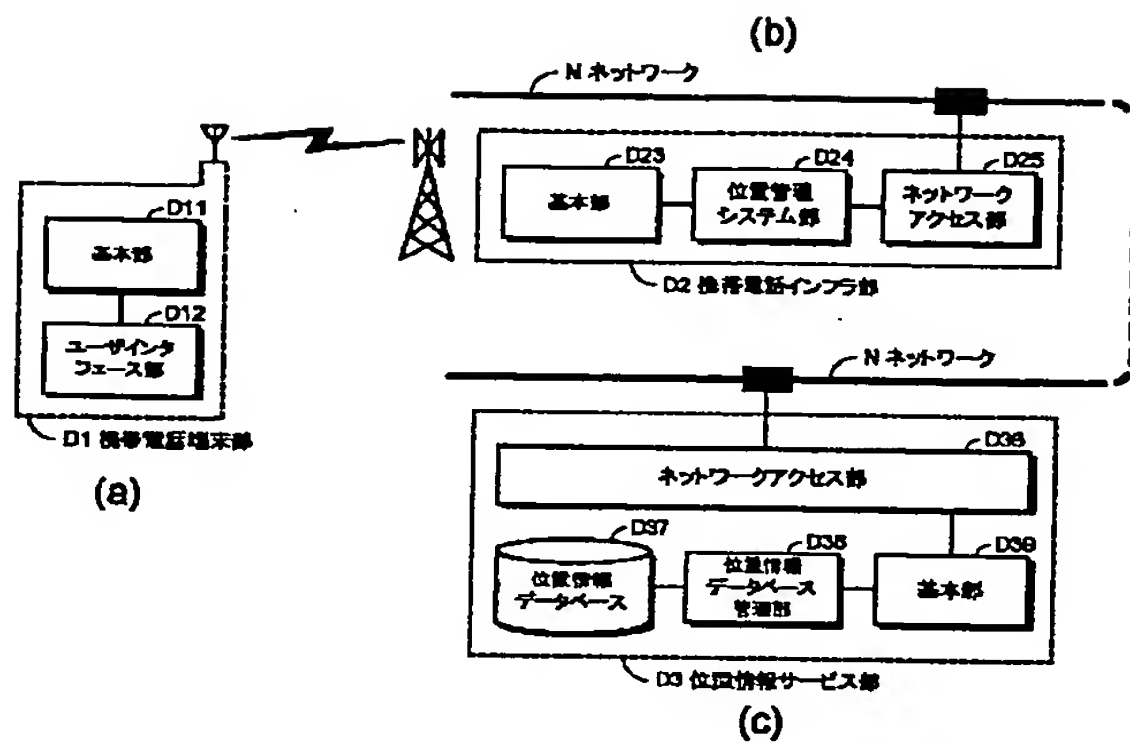 (b)
N ネットワーク
D23
基本部
D24
位置管理
システム部
D25
ネットワーク
アクセス部
D2 携帯電話インフラ部
D11
基本部
D12
ユーザインタ
フェース部
D1 携帯電話端末部
(a)
N ネットワーク
D36
ネットワークアクセス部
D37
位置情報
データベース
D38
位置情報
データベース
管理部
D39
基本部
D3 位置情報サービス部
(c)